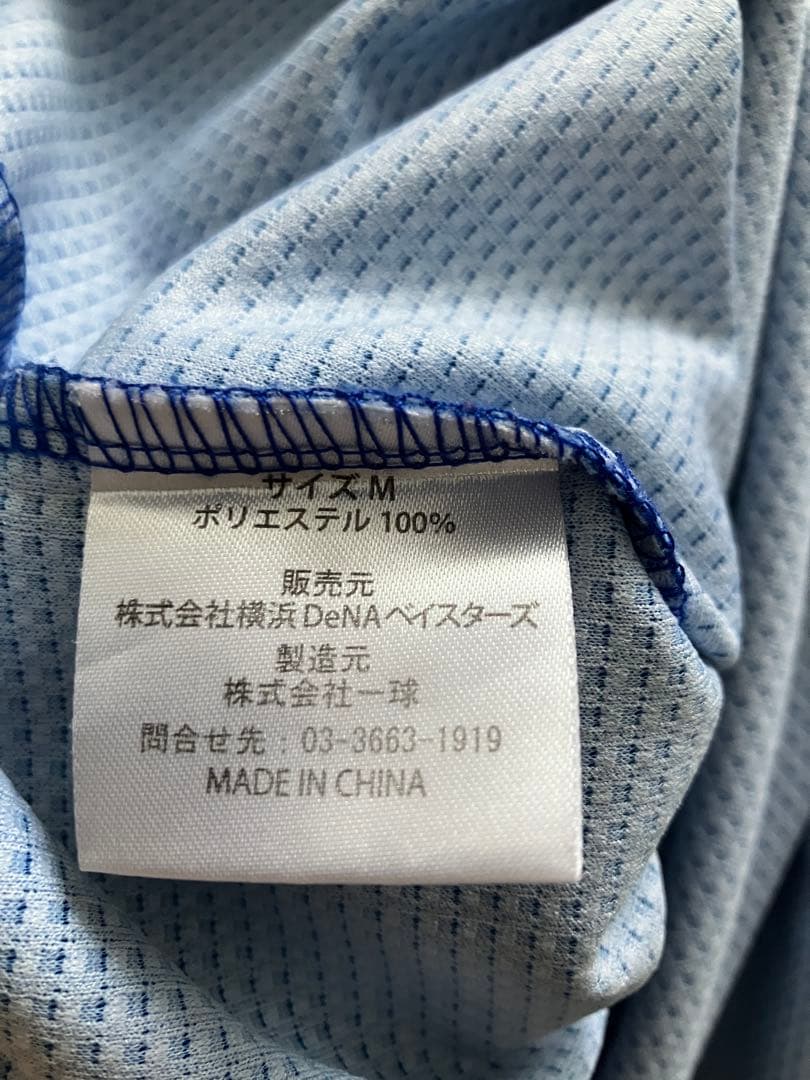 サイズ M
ポリエステル 100%
販売元
株式会社横浜 DeNA ベイスターズ
製造元
株式会社一球
問合せ先 : 03-3663-1919
MADE IN CHINA